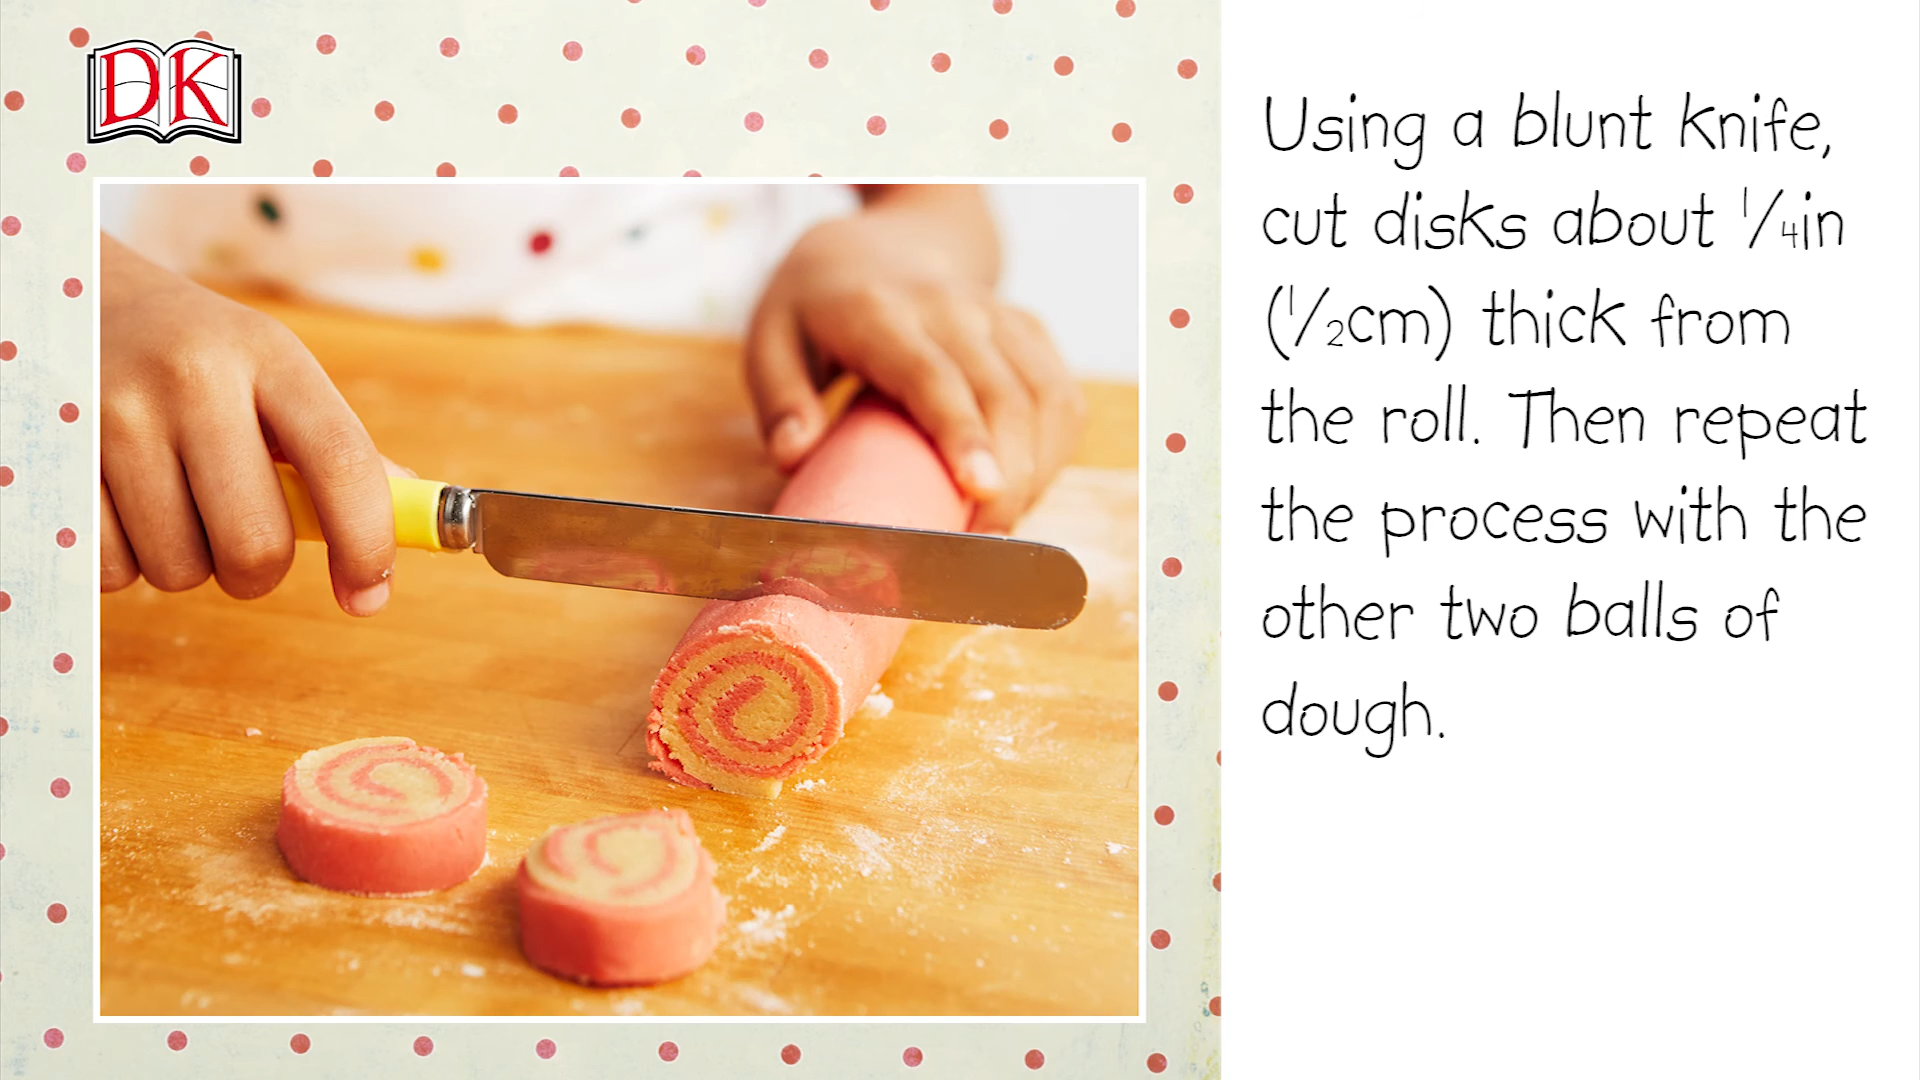 DK
Using a blunt knife,
cut disks about 1/4in
(1/2cm) thick from
the roll. Then repeat
the process with the
other two balls of
dough.